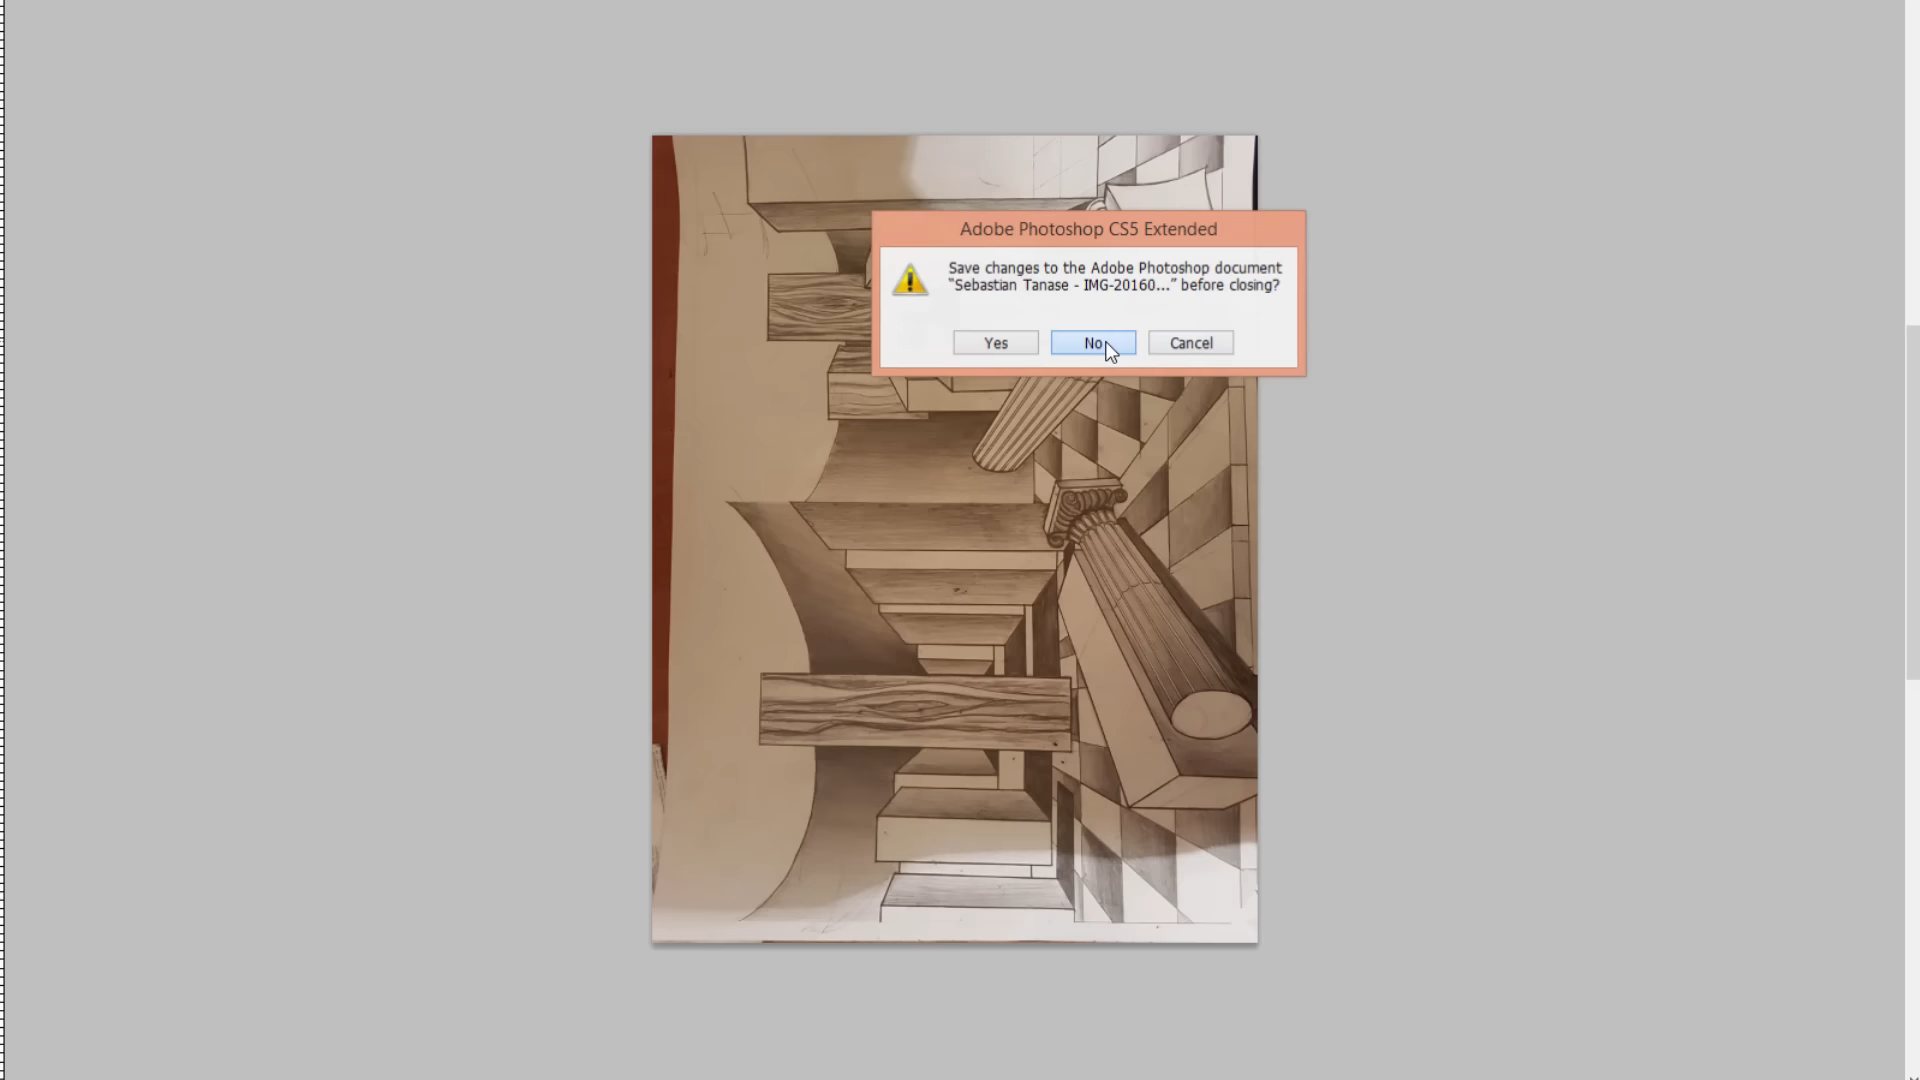 Adobe Photoshop CS5 Extended
Save changes to the Adobe Photoshop document
“Sebastian Tanase - IMG-20160...” before closing?
Yes
No
Cancel